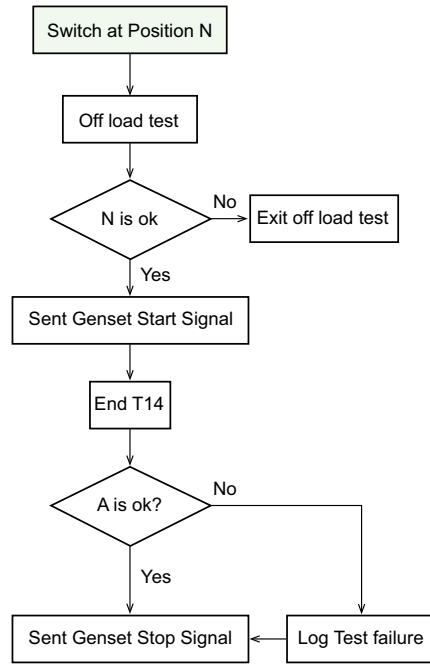 Switch at Position N
Off load test
N is ok
No
Exit off load test
Yes
Sent Genset Start Signal
End T14
A is ok?
No
Yes
Sent Genset Stop Signal
Log Test failure